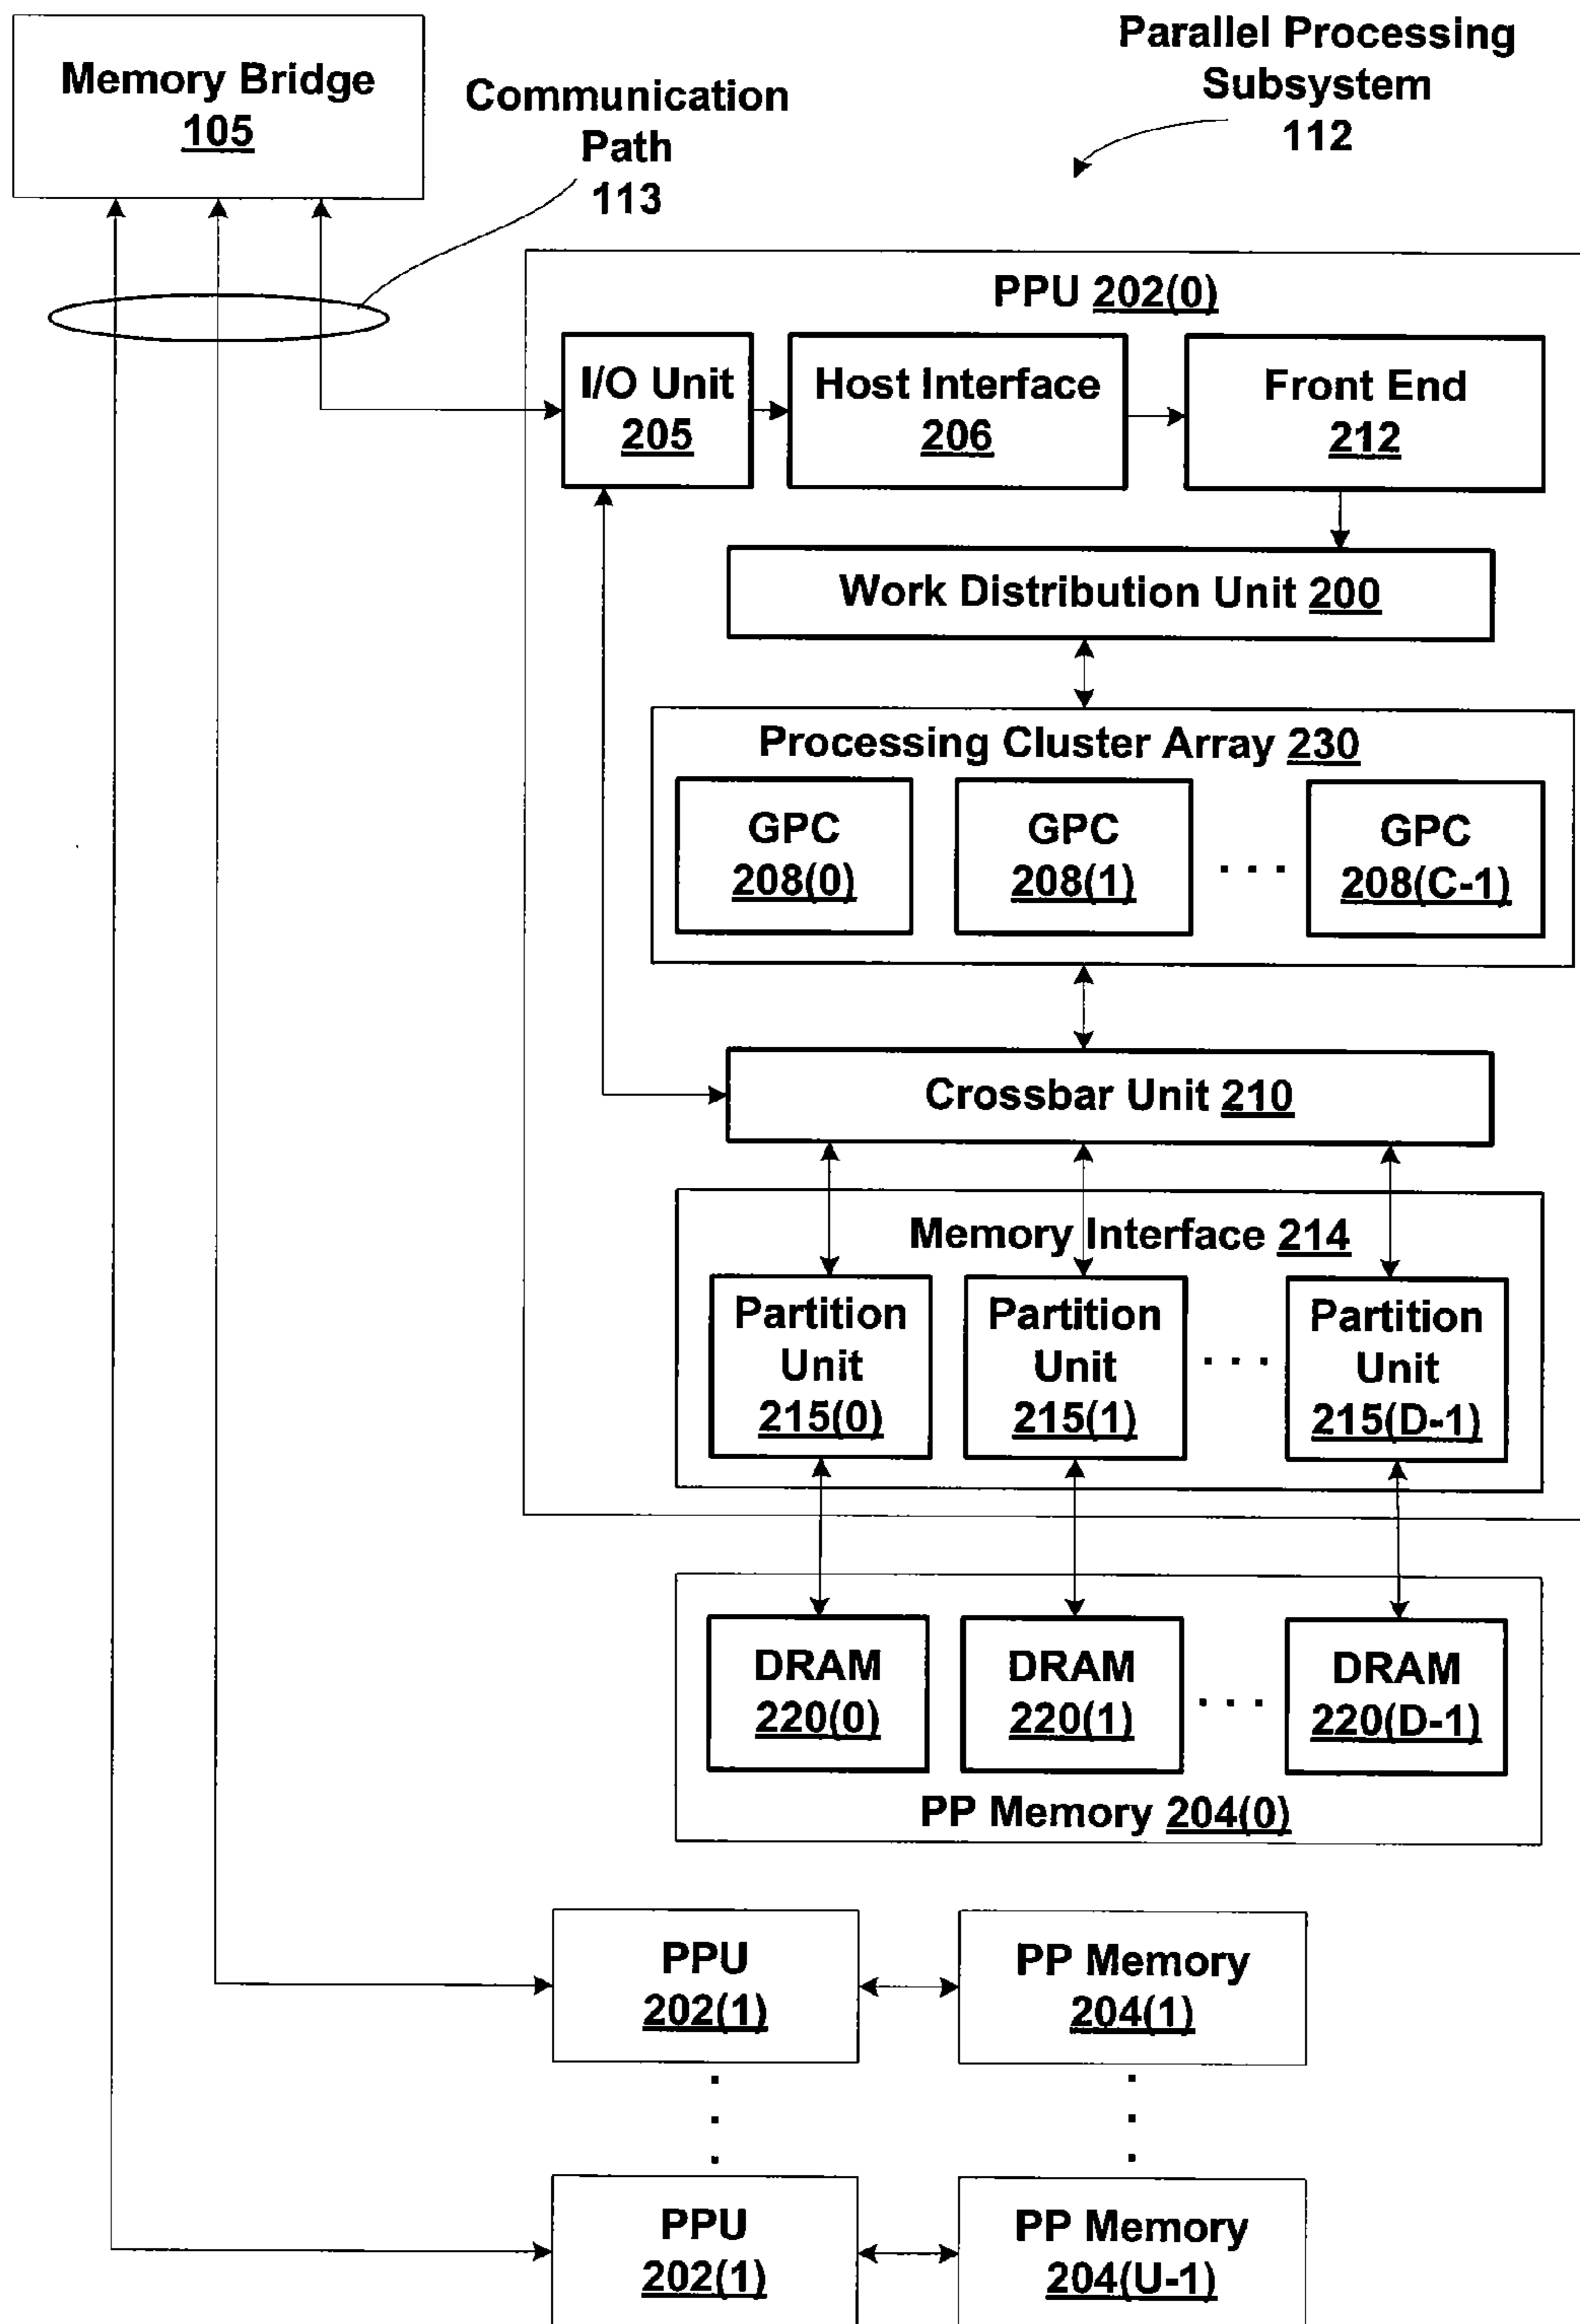 Memory Bridge
105
Communication
Path
113
Parallel Processing
Subsystem
112
PPU 202(0)
I/O Unit
205
Host Interface
206
Front End
212
Work Distribution Unit 200
Processing Cluster Array 230
GPC
208(0)
GPC
208(1)
. . .
GPC
208(C-1)
Crossbar Unit 210
Memory Interface 214
Partition
Unit
215(0)
Partition
Unit
215(1)
. . .
Partition
Unit
215(D-1)
DRAM
220(0)
DRAM
220(1)
. . .
DRAM
220(D-1)
PP Memory 204(0)
PPU
202(1)
PP Memory
204(1)
PPU
202(1)
PP Memory
204(U-1)